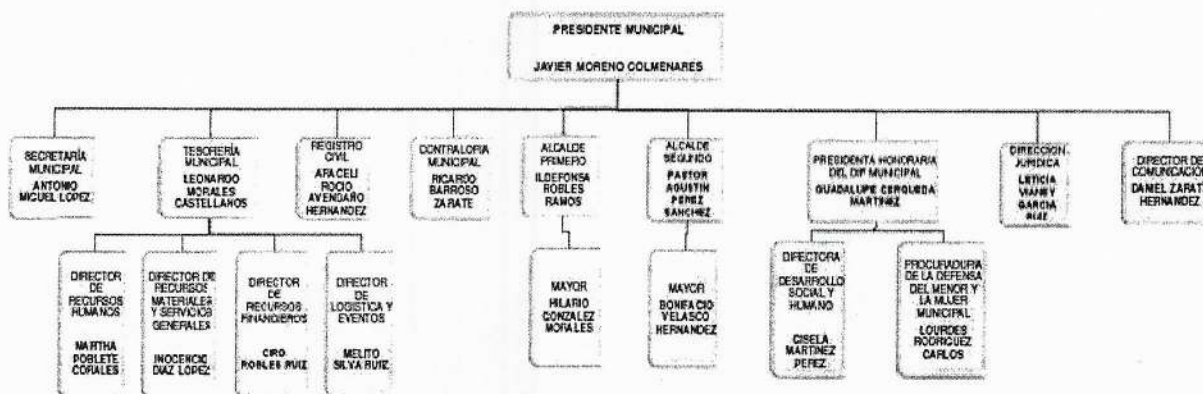 PRESIDENTE MUNICIPAL
JAVIER MORENO COLMENARES
SECRETARÍA
MUNICIPAL
ANTONIO
MIGUEL LOPEZ
TESORERÍA
MUNICIPAL
LEONARDO
MORALES
CASTELLANOS
REGISTRO
CIVIL
ARACELI
ROCIO
AVENDAÑO
HERNANDEZ
CONTRALORIA
MUNICIPAL
RICARDO
BARROSO
ZARATE
ALCALDE
PRIMERO
ILDEFONSA
ROBLES
RAMOS
ALCALDE
SEGUNDO
PASTOR
AGUSTIN
PEREZ
SANCHEZ
PRESIDENTA HONORARIA
DEL DIF MUNICIPAL
GUADALUPE CERQUEDA
MARTINEZ
DIRECCION
JURIDICA
LETICIA
VIANEY
GARCIA
RUIZ
DIRECTOR DE
COMUNICACIÓN
DANIEL ZARAT
HERNANDEZ
DIRECTOR
DE
RECURSOS
HUMANOS
MARTHA
POBLETE
CORALES
DIRECTOR DE
RECURSOS
MATERIALES
Y SERVICIOS
GENERALES
INOCENCIO
DIAZ LOPEZ
DIRECTOR
DE
RECURSOS
FINANCIEROS
CIRO
ROBLES RUIZ
DIRECTOR
DE
LOGISTICA Y
EVENTOS
MELITO
SILVA RUIZ
MAYOR
HILARIO
GONZALEZ
MORALES
MAYOR
BONIFACIO
VELASCO
HERNANDEZ
DIRECTORA
DE
DESARROLLO
SOCIAL Y
HUMANO
GISELA
MARTINEZ
PEREZ
PROCURADURIA
DE LA DEFENSA
DEL MENOR Y
LA MUJER
MUNICIPAL
LOURDES
RODRIGUEZ
CARLOS